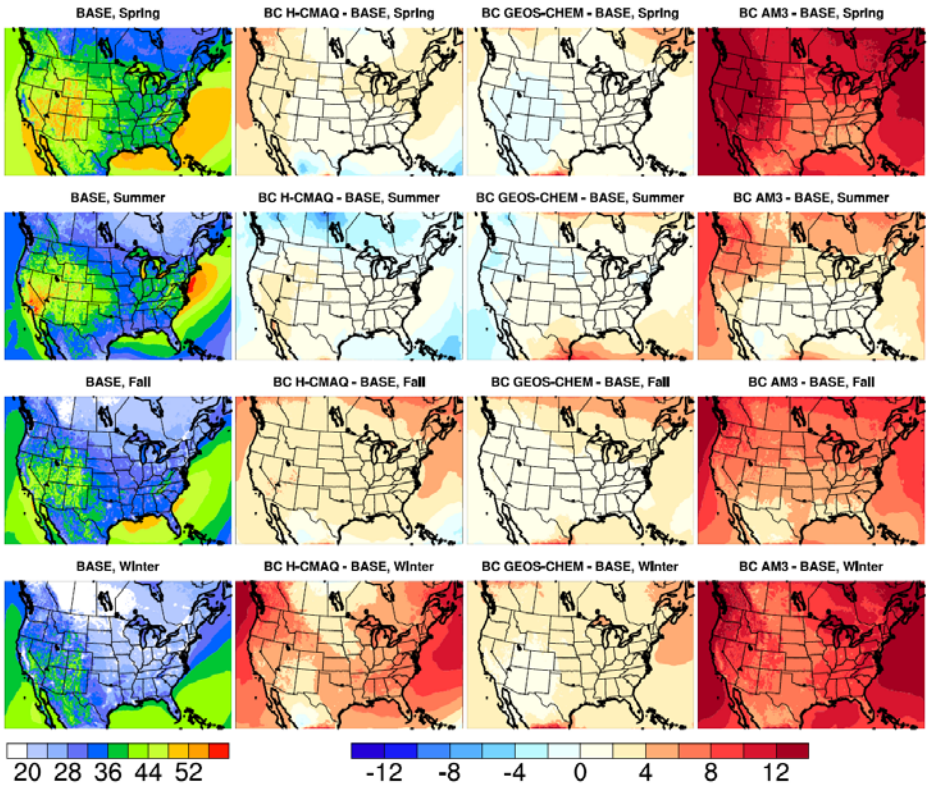 BASE, Spring BC H-CMAQ - BASE, Spring BC GEOS-CHEM - BASE, Spring BC AM3 - BASE, Spring
BASE, Summer BC H-CMAQ - BASE, Summer BC GEOS-CHEM - BASE, Summer BC AM3 - BASE, Summer
BASE, Fall BC H-CMAQ - BASE, Fall BC GEOS-CHEM - BASE, Fall BC AM3 - BASE, Fall
BASE, Winter BC H-CMAQ - BASE, Winter BC GEOS-CHEM - BASE, Winter BC AM3 - BASE, Winter
20 28 36 44 52 -12 -8 -4 0 4 8 12